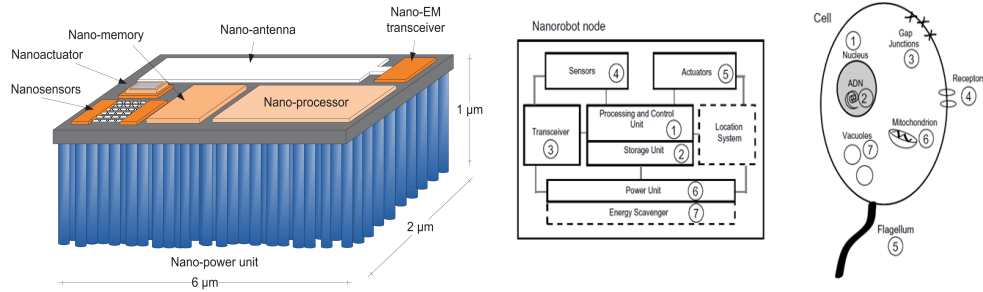 Nano-memory
Nanoactuator
Nanosensors
Nano-antenna
Nano-EM
transceiver
Nano-processor
1 µm
2 µm
Nano-power unit
6 µm
Nanorobot node
Sensors
4
Actuators
5
Transceiver
3
Processing and Control
Unit
1
Storage Unit
2
Location
System
Power Unit
6
Energy Scavenger
7
Cell
1
Nucleus
ADN
2
Gap
Junctions
3
Receptors
4
Mitochondrion
6
Vacuoles
7
Flagellum
5